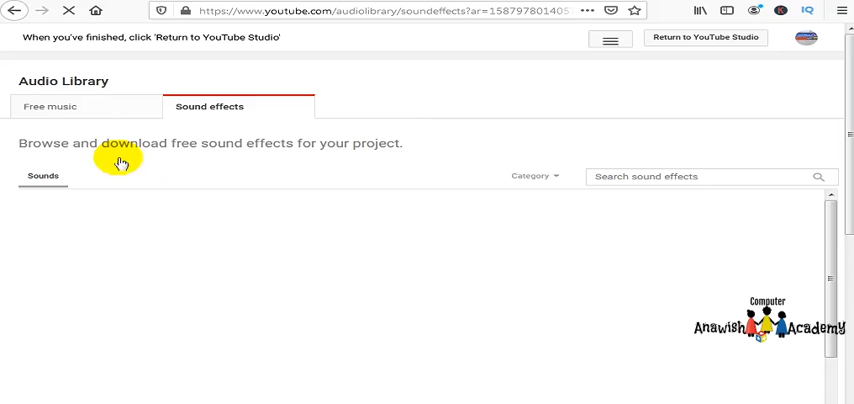 https://www.youtube.com/audiolibrary/soundeffects?ar=1587978014053
When you've finished, click 'Return to YouTube Studio'
Return to YouTube Studio
Audio Library
Free music
Sound effects
Browse and download free sound effects for your project.
Sounds
Category
Search sound effects
Computer
Anawish Academy
K
IQ